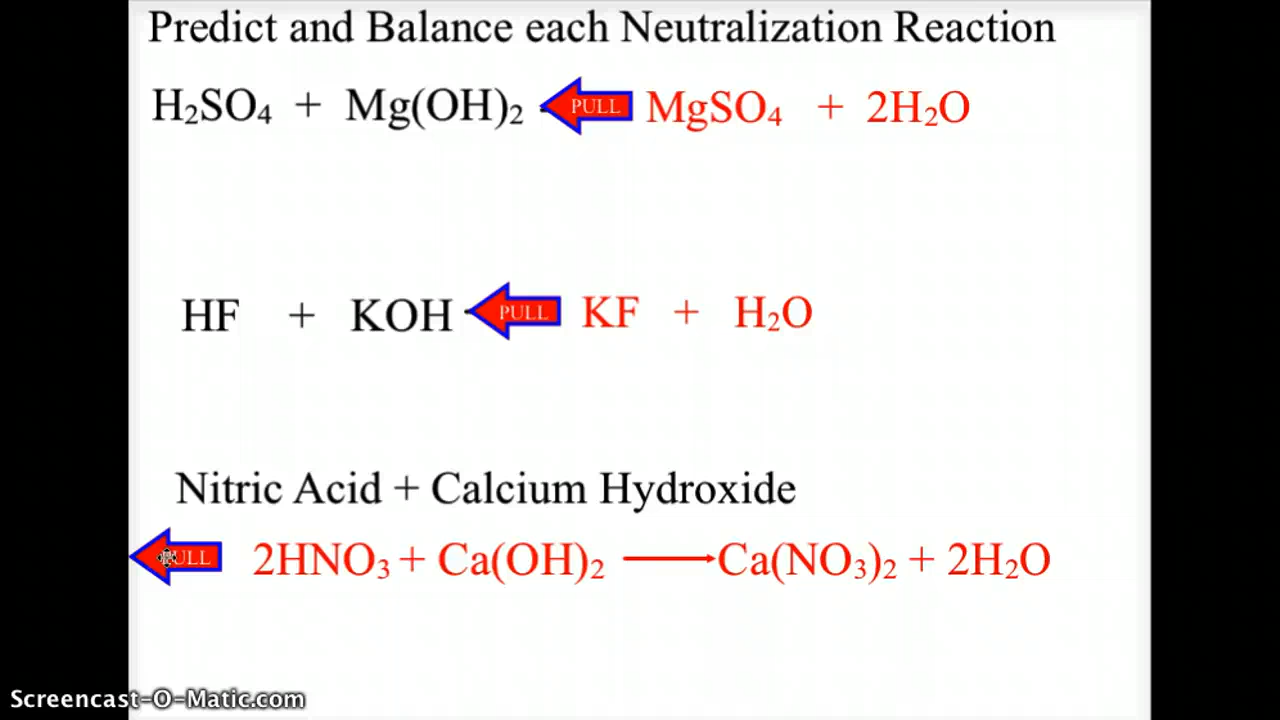 Predict and Balance each Neutralization Reaction
H₂SO₄ + Mg(OH)₂ PULL MgSO₄ + 2H₂O
HF + KOH PULL KF + H₂O
Nitric Acid + Calcium Hydroxide
2HNO₃ + Ca(OH)₂ ⟶ Ca(NO₃)₂ + 2H₂O
Screencast-O-Matic.com